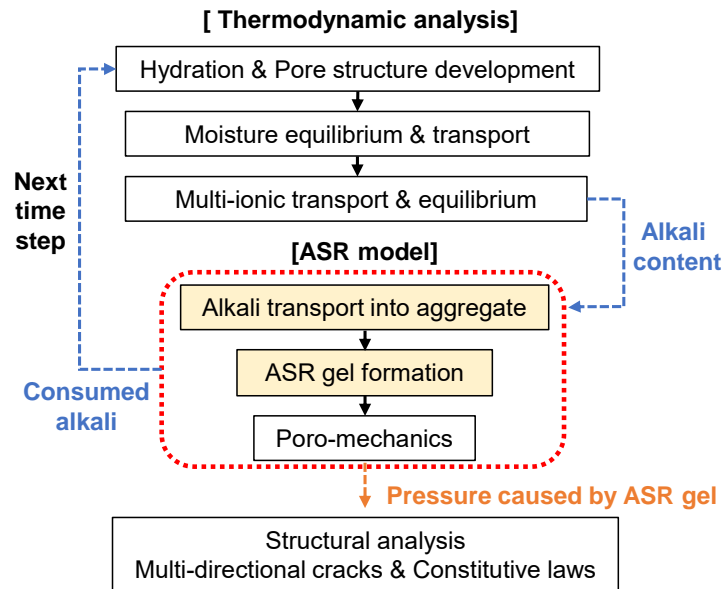 [ Thermodynamic analysis]
Hydration & Pore structure development
Moisture equilibrium & transport
Multi-ionic transport & equilibrium
Next
time
step
Alkali
content
[ASR model]
Alkali transport into aggregate
ASR gel formation
Consumed
alkali
Poro-mechanics
Pressure caused by ASR gel
Structural analysis
Multi-directional cracks & Constitutive laws